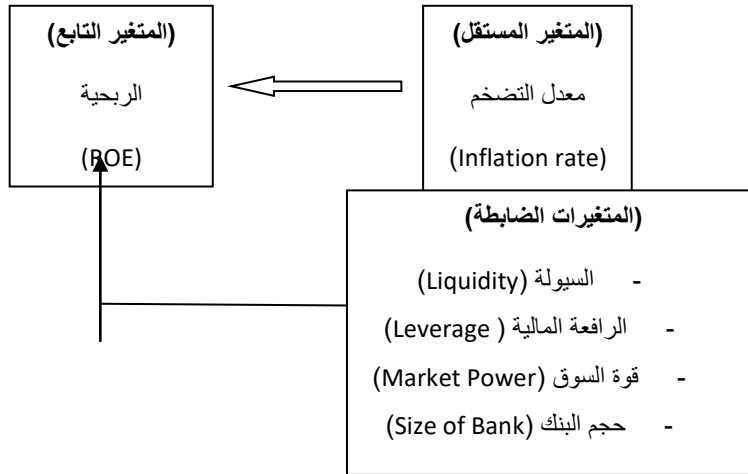 (المتغير المستقل)
معدل التضخم
(Inflation rate)
(المتغير التابع)
الربحية
(ROE)
(المتغيرات الضابطة)
- السيولة (Liquidity)
- الرافعة المالية ( Leverage)
- قوة السوق (Market Power)
- حجم البنك (Size of Bank)